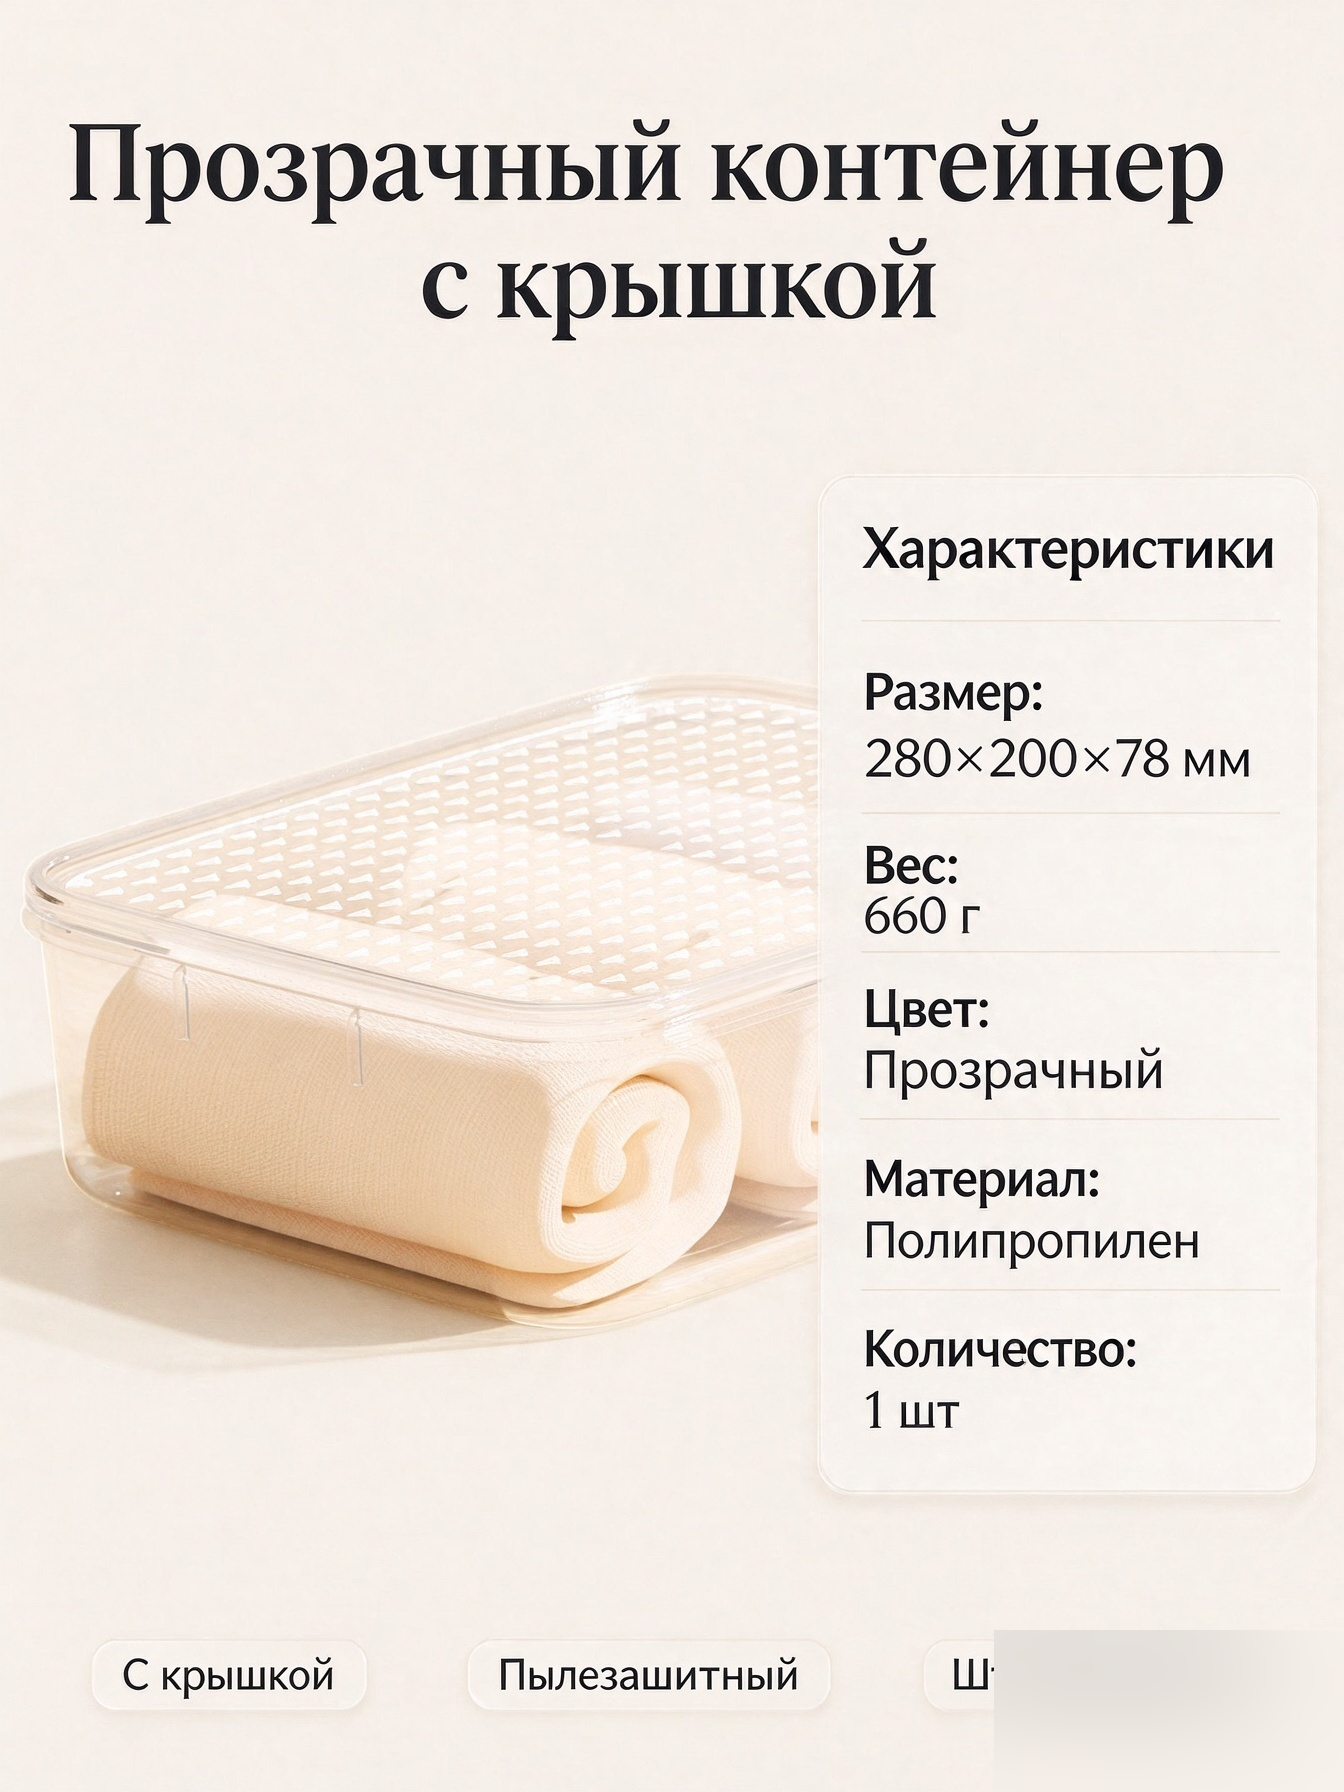 Прозрачный контейнер
с крышкой
Характеристики
Размер:
280×200×78 мм
Вес:
660 г
Цвет:
Прозрачный
Материал:
Полипропилен
Количество:
1 шт
С крышкой
Пылезашитный